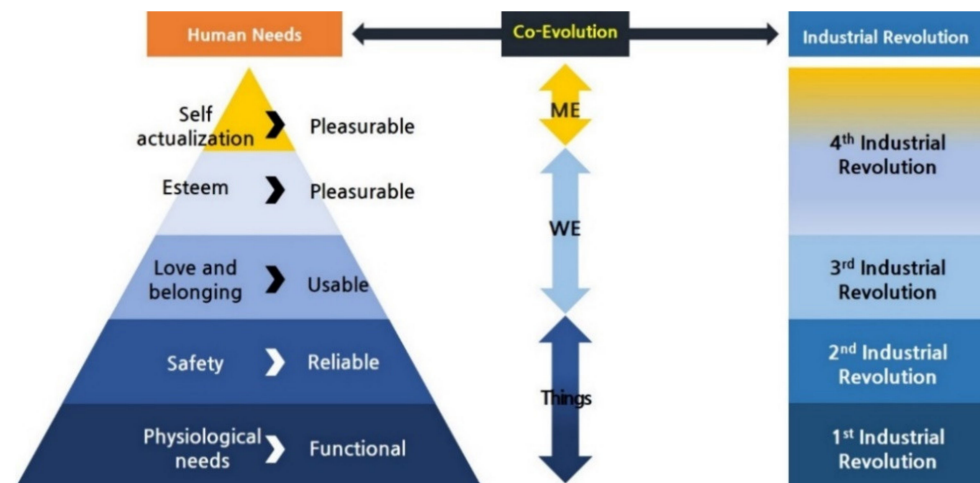 Human Needs
Co-Evolution
Industrial Revolution
Self
actualization
Pleasurable
ME
4th Industrial
Revolution
Esteem
Pleasurable
WE
Love and
belonging
Usable
3rd Industrial
Revolution
Safety
Reliable
2nd Industrial
Revolution
Things
Physiological
needs
Functional
1st Industrial
Revolution